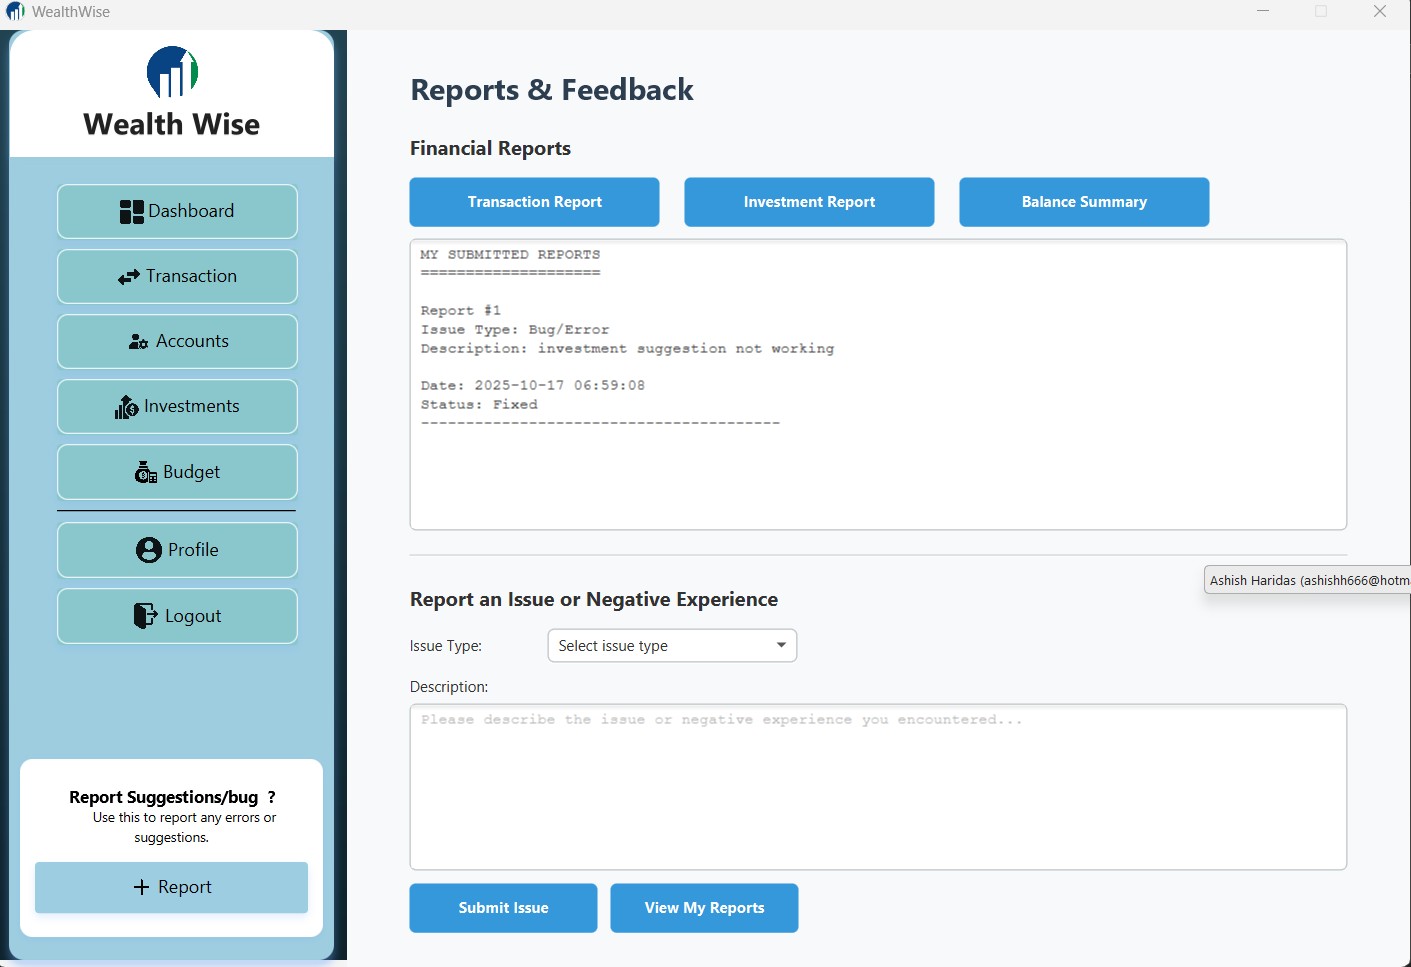 WealthWise
Wealth Wise
Dashboard
Transaction
Accounts
Investments
Budget
Profile
Logout
Report Suggestions/bug ?
Use this to report any errors or
suggestions.
+ Report
Reports & Feedback
Financial Reports
Transaction Report
Investment Report
Balance Summary
MY SUBMITTED REPORTS
====================
Report #1
Issue Type: Bug/Error
Description: investment suggestion not working
Date: 2025-10-17 06:59:08
Status: Fixed
----------------------------------------
Ashish Haridas (ashishh666@hotm
Report an Issue or Negative Experience
Issue Type:
Select issue type
Description:
Please describe the issue or negative experience you encountered...
Submit Issue
View My Reports